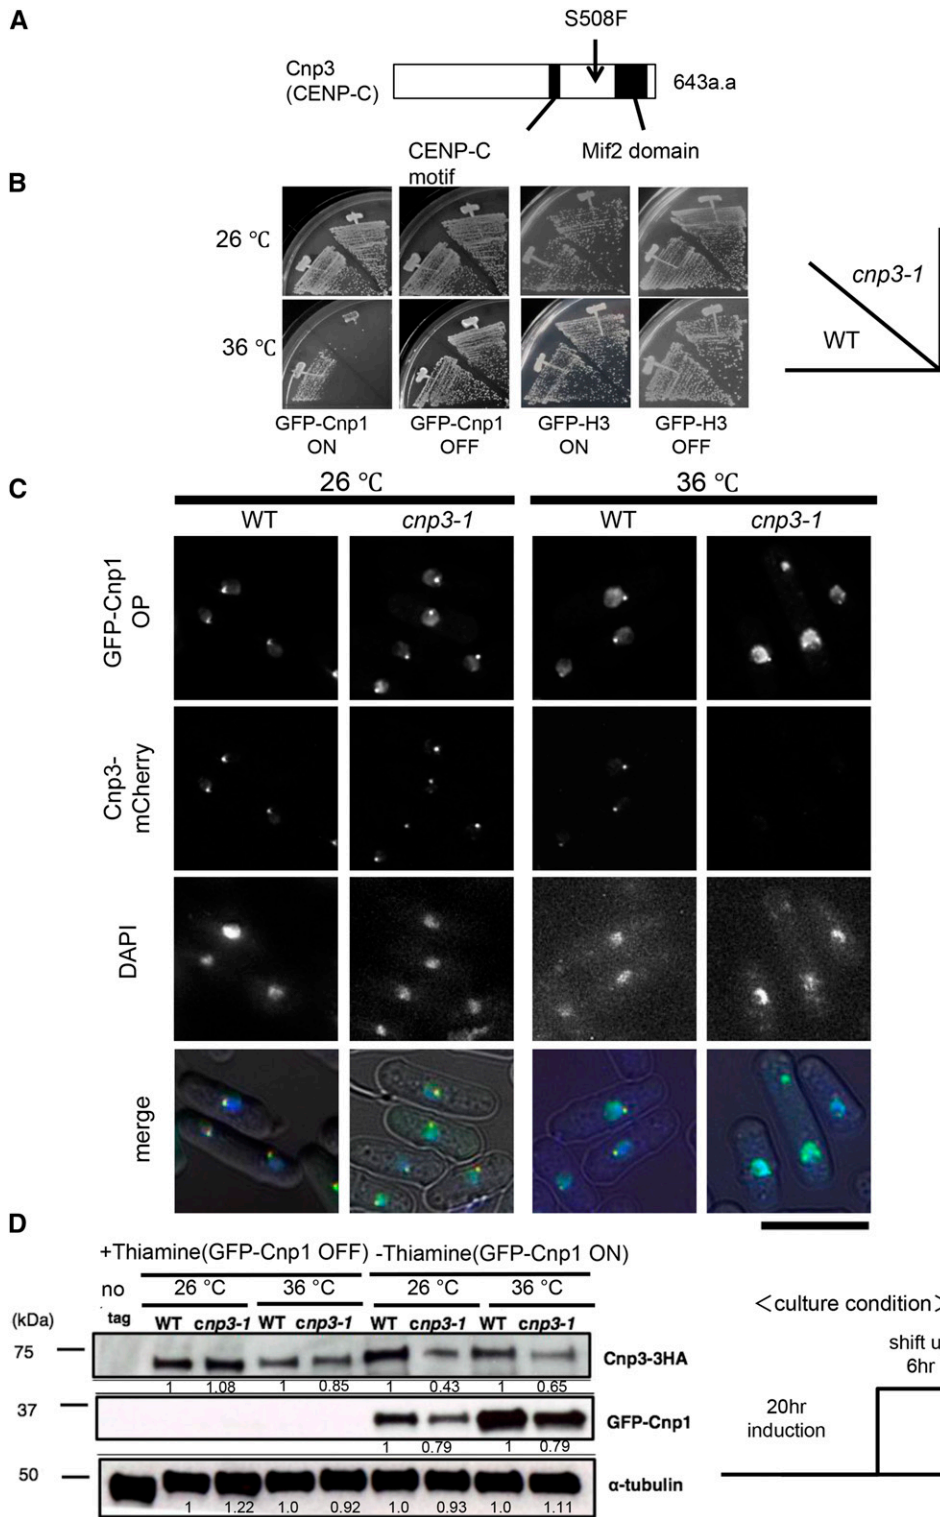 A
S508F
Cnp3
(CENP-C)
643a.a
CENP-C
motif
Mif2 domain
B
26 ℃
36 ℃
cnp3-1
WT
GFP-Cnp1
ON
GFP-Cnp1
OFF
GFP-H3
ON
GFP-H3
OFF
C
26 ℃
36 ℃
WT
cnp3-1
WT
cnp3-1
GFP-Cnp1
OP
Cnp3-
mCherry
DAPI
merge
D
+Thiamine(GFP-Cnp1 OFF) -Thiamine(GFP-Cnp1 ON)
no 26 °C 36 °C 26 °C 36 °C
(kDa) tag WT cnp3-1 WT cnp3-1 WT cnp3-1 WT cnp3-1
75 Cnp3-3HA
1 1.08 1 0.85 1 0.43 1 0.65
37 GFP-Cnp1
1 0.79 1 0.79
50 α-tubulin
1 1.22 1.0 0.92 1.0 0.93 1.0 1.11
<culture condition>
shift u
6hr
20hr
induction